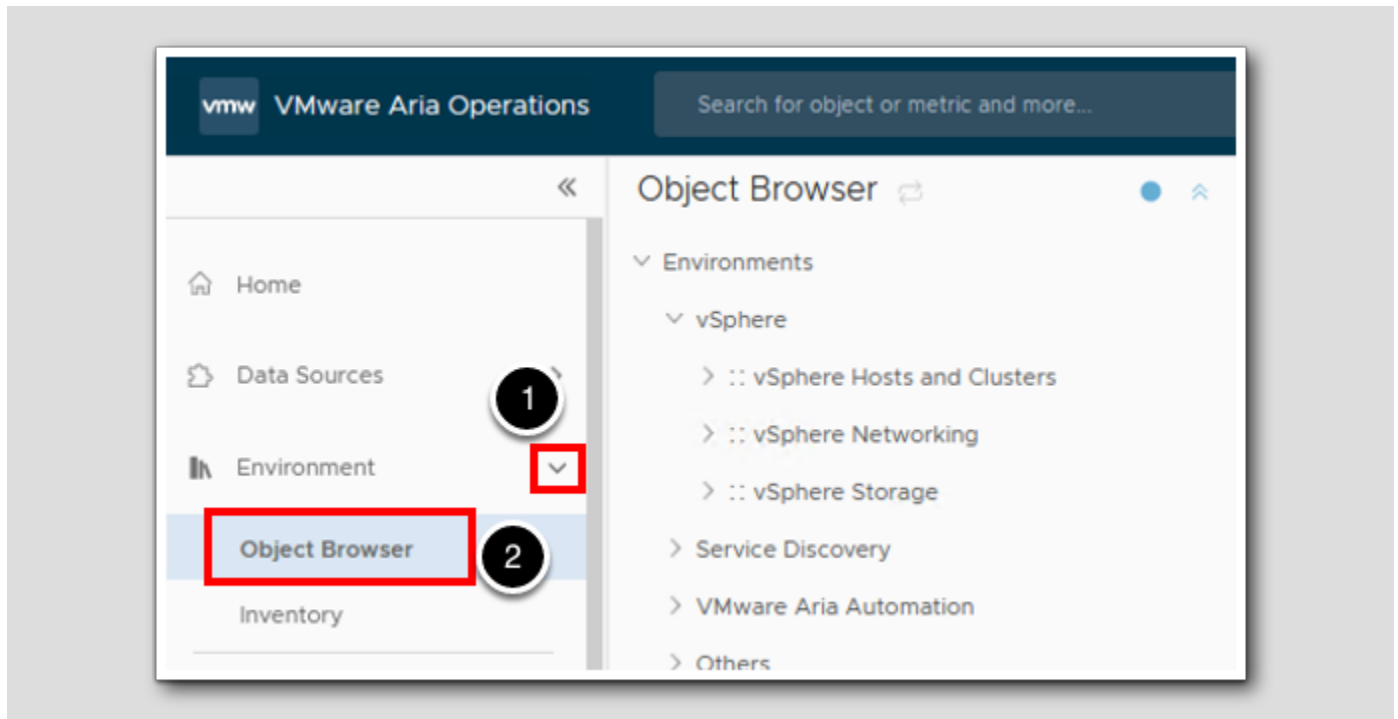 vmw VMware Aria Operations
Search for object or metric and more...
Object Browser
Home
Data Sources
1
Environment
Object Browser
2
Inventory
Environments
vSphere
:: vSphere Hosts and Clusters
:: vSphere Networking
:: vSphere Storage
Service Discovery
VMware Aria Automation
Others